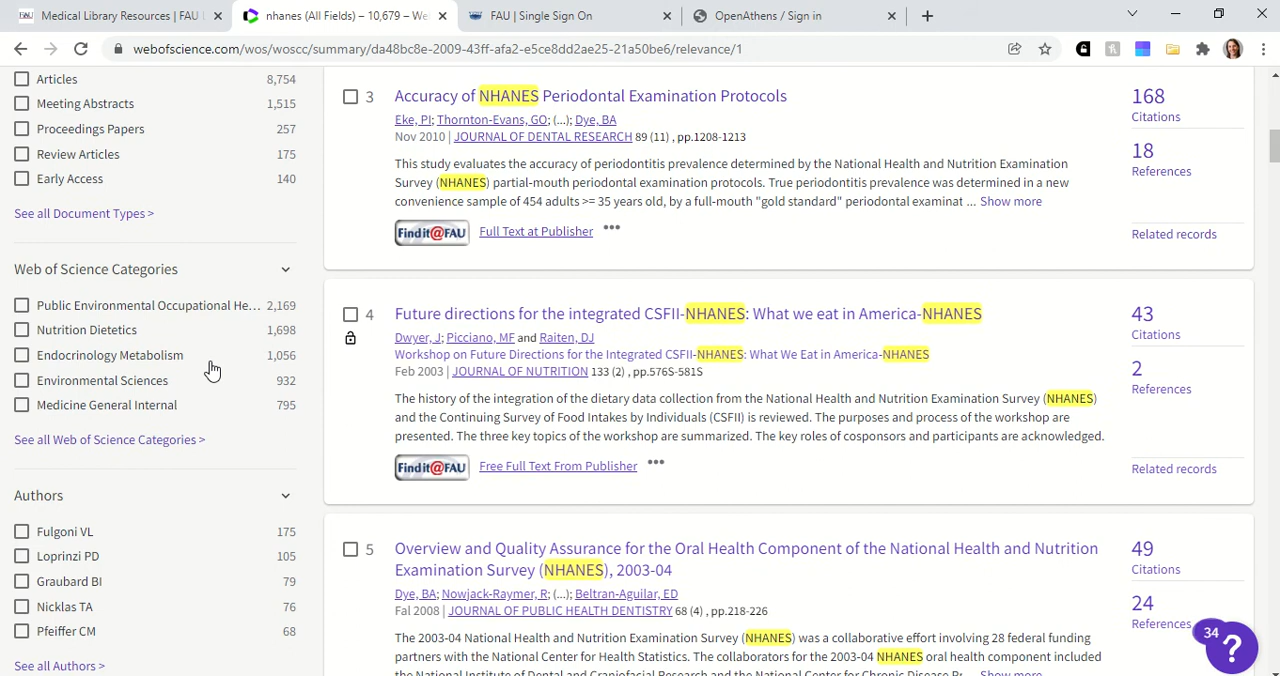 Medical Library Resources | FAU L
nhanes (All Fields) – 10,679 – We
FAU | Single Sign On
OpenAthens / Sign in
webofscience.com/wos/woscc/summary/da48bc8e-2009-43ff-afa2-e5e8dd2ae25-21a50be6/relevance/1
Articles 8,754
Meeting Abstracts 1,515
Proceedings Papers 257
Review Articles 175
Early Access 140
See all Document Types >
Web of Science Categories
Public Environmental Occupational He... 2,169
Nutrition Dietetics 1,698
Endocrinology Metabolism 1,056
Environmental Sciences 932
Medicine General Internal 795
See all Web of Science Categories >
Authors
Fulgoni VL 175
Loprinzi PD 105
Graubard BI 79
Nicklas TA 76
Pfeiffer CM 68
See all Authors >
3 Accuracy of NHANES Periodontal Examination Protocols
Eke, PI; Thornton-Evans, GO; (...); Dye, BA
Nov 2010 | JOURNAL OF DENTAL RESEARCH 89 (11) , pp.1208-1213
This study evaluates the accuracy of periodontitis prevalence determined by the National Health and Nutrition Examination
Survey (NHANES) partial-mouth periodontal examination protocols. True periodontitis prevalence was determined in a new
convenience sample of 454 adults >= 35 years old, by a full-mouth "gold standard" periodontal examinat ... Show more
Find it@FAU Full Text at Publisher •••
168
Citations
18
References
Related records
4 Future directions for the integrated CSFII-NHANES: What we eat in America-NHANES
Dwyer, J; Picciano, MF and Raiten, DJ
Workshop on Future Directions for the Integrated CSFII-NHANES: What We Eat in America-NHANES
Feb 2003 | JOURNAL OF NUTRITION 133 (2) , pp.576S-581S
The history of the integration of the dietary data collection from the National Health and Nutrition Examination Survey (NHANES)
and the Continuing Survey of Food Intakes by Individuals (CSFII) is reviewed. The purposes and process of the workshop are
presented. The three key topics of the workshop are summarized. The key roles of cosponsors and participants are acknowledged.
Find it@FAU Free Full Text From Publisher •••
43
Citations
2
References
Related records
5 Overview and Quality Assurance for the Oral Health Component of the National Health and Nutrition
Examination Survey (NHANES), 2003-04
Dye, BA; Nowjack-Raymer, R; (...); Beltran-Aguilar, ED
Fal 2008 | JOURNAL OF PUBLIC HEALTH DENTISTRY 68 (4) , pp.218-226
The 2003-04 National Health and Nutrition Examination Survey (NHANES) was a collaborative effort involving 28 federal funding
partners with the National Center for Health Statistics. The collaborators for the 2003-04 NHANES oral health component included
the National Institute of Dental and Craniofacial Research and the National Center for Chronic Disease Pr... Show more
49
Citations
24
References
34
?